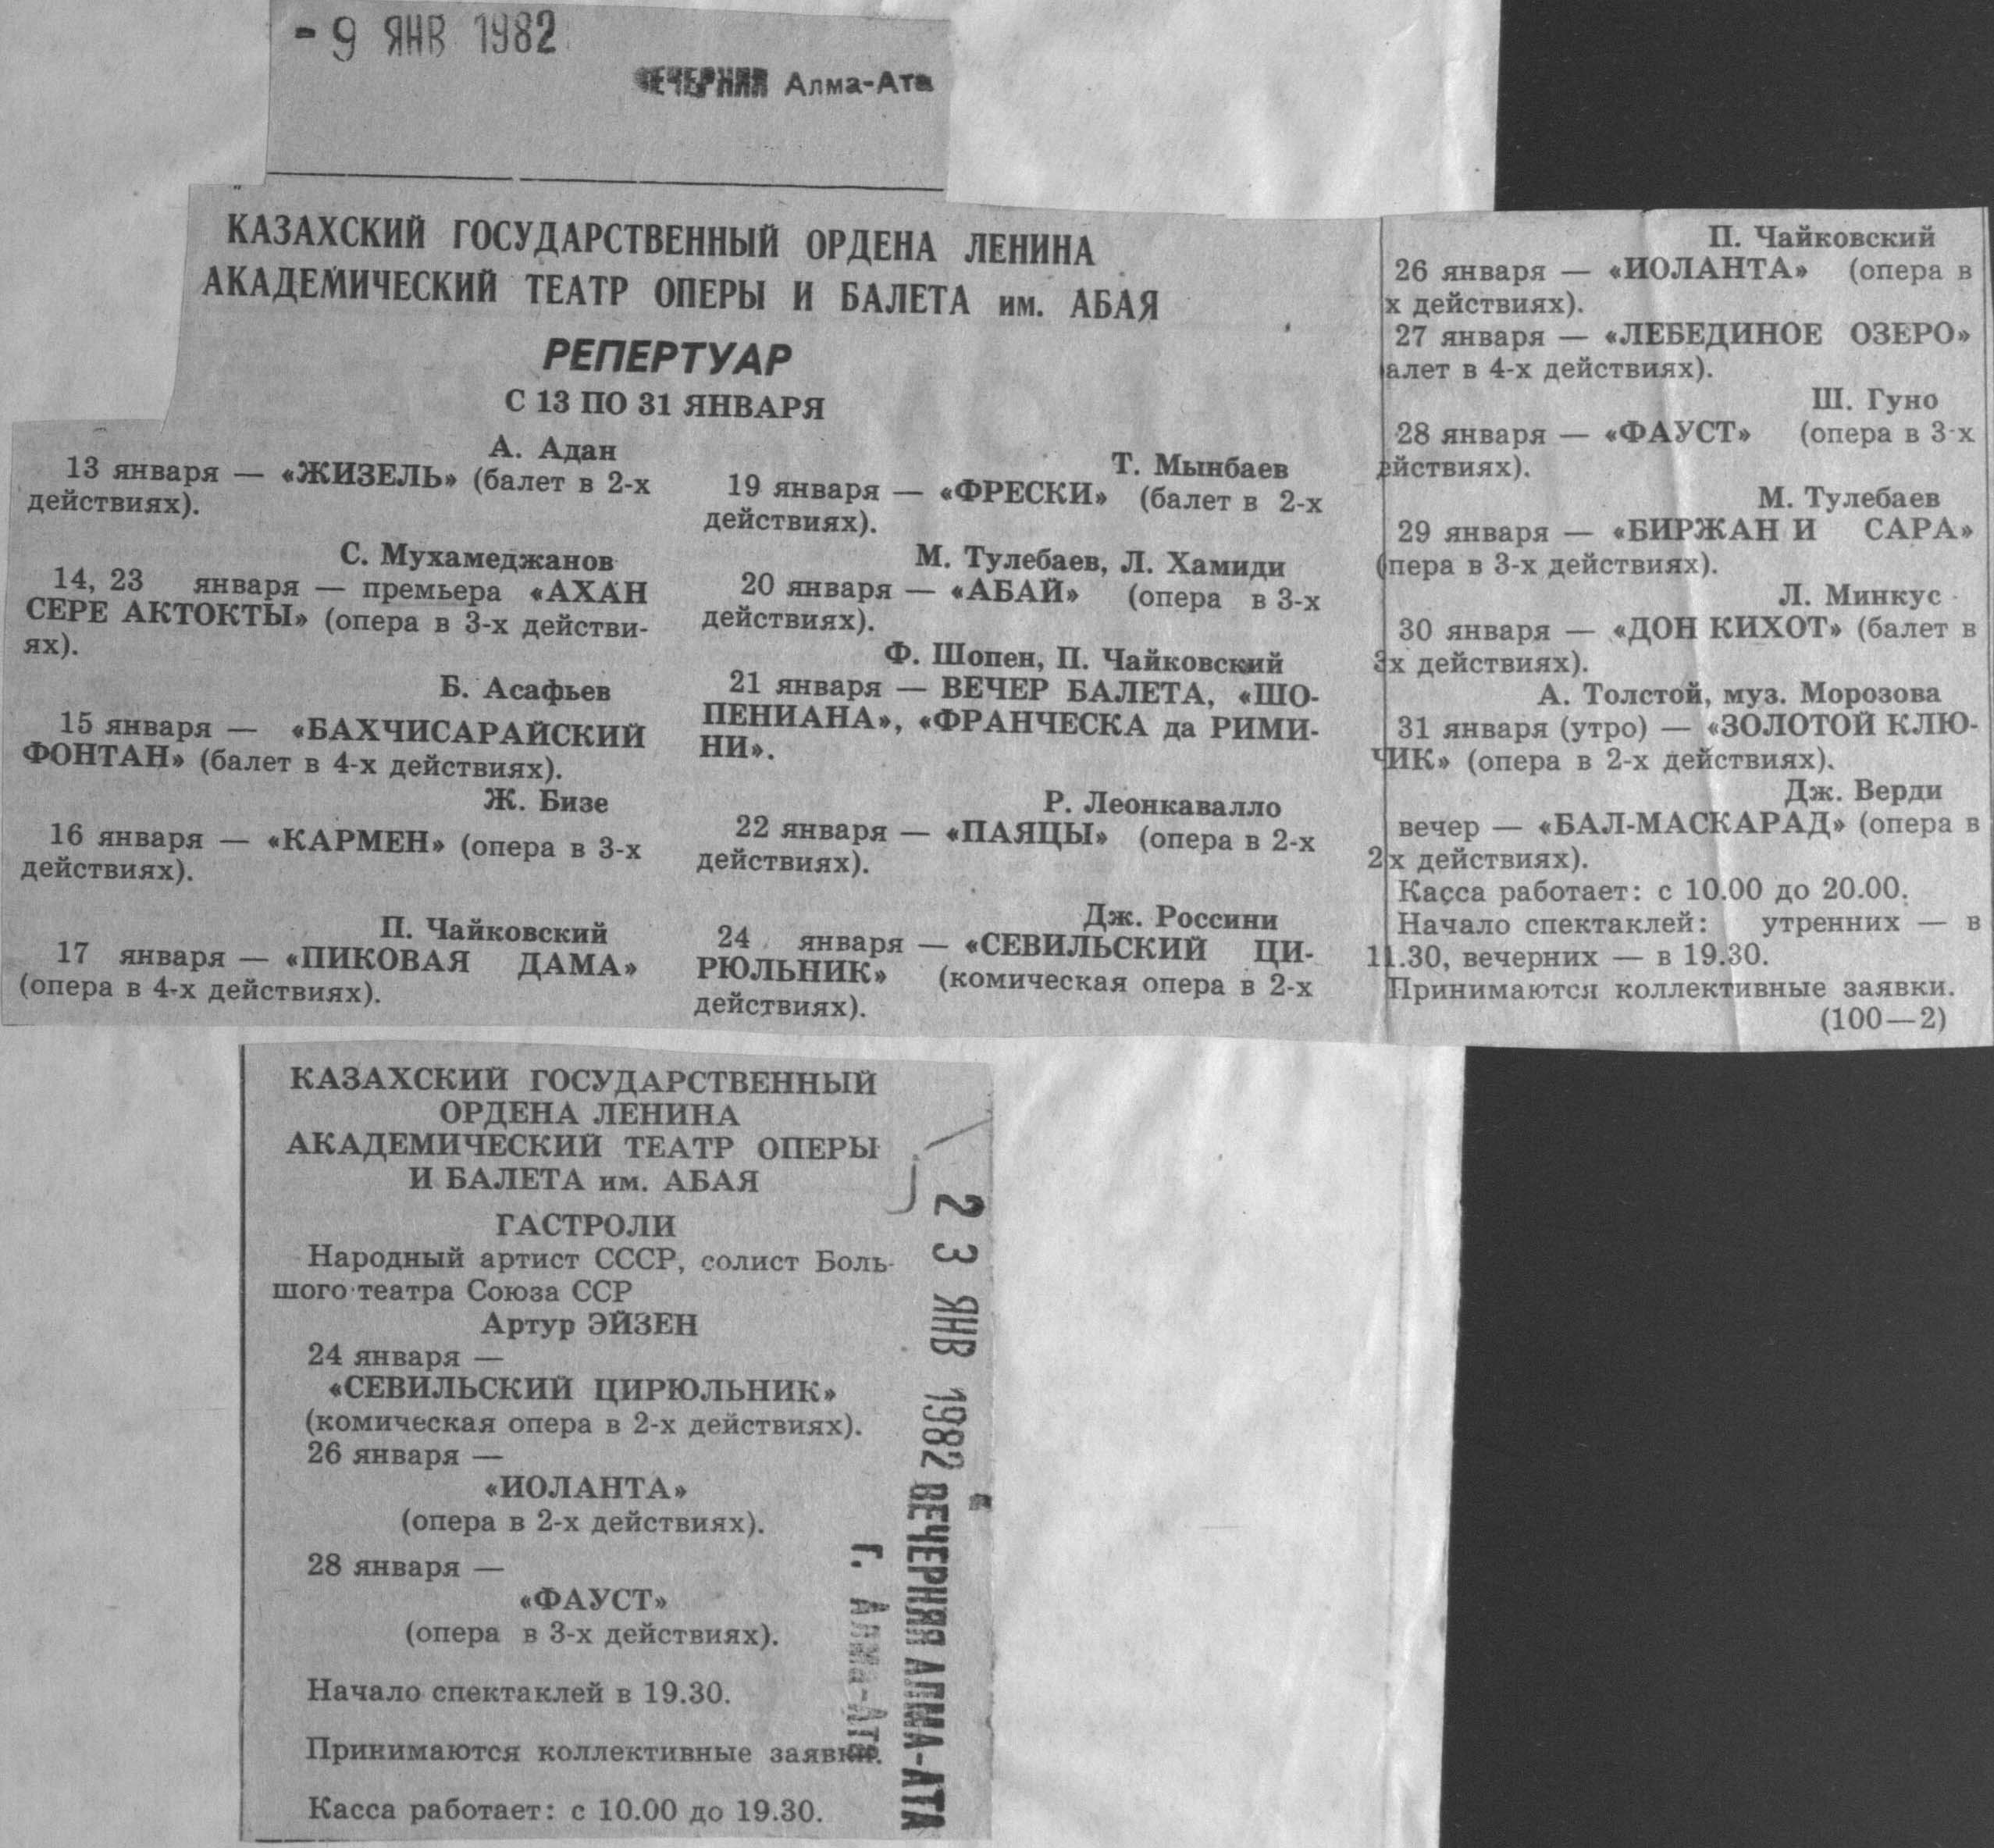 - 9 ЯНВ 1982
ВЕЧЕРНЯЯ Алма-Ата
КАЗАХСКИЙ ГОСУДАРСТВЕННЫЙ ОРДЕНА ЛЕНИНА
АКАДЕМИЧЕСКИЙ ТЕАТР ОПЕРЫ И БАЛЕТА им. АБАЯ
РЕПЕРТУАР
С 13 ПО 31 ЯНВАРЯ
А. Адан
13 января — «ЖИЗЕЛЬ» (балет в 2-х
действиях).
С. Мухамеджанов
14, 23 января — премьера «АХАН
СЕРЕ АКТОКТЫ» (опера в 3-х действи-
ях).
Б. Асафьев
15 января — «БАХЧИСАРАЙСКИЙ
ФОНТАН» (балет в 4-х действиях).
Ж. Бизе
16 января — «КАРМЕН» (опера в 3-х
действиях).
П. Чайковский
17 января — «ПИКОВАЯ ДАМА»
(опера в 4-х действиях).
Т. Мынбаев
19 января — «ФРЕСКИ» (балет в 2-х
действиях).
М. Тулебаев, Л. Хамиди
20 января — «АБАЙ» (опера в 3-х
действиях).
Ф. Шопен, П. Чайковский
21 января — ВЕЧЕР БАЛЕТА, «ШО-
ПЕНИАНА», «ФРАНЧЕСКА да РИМИ-
НИ».
Р. Леонкавалло
22 января — «ПАЯЦЫ» (опера в 2-х
действиях).
Дж. Россини
24 января — «СЕВИЛЬСКИЙ ЦИ-
РЮЛЬНИК» (комическая опера в 2-х
действиях).
П. Чайковский
26 января — «ИОЛАНТА» (опера в
х действиях).
27 января — «ЛЕБЕДИНОЕ ОЗЕРО»
алет в 4-х действиях).
Ш. Гуно
28 января — «ФАУСТ» (опера в 3-х
ействиях).
М. Тулебаев
29 января — «БИРЖАН И САРА»
(опера в 3-х действиях).
Л. Минкус
30 января — «ДОН КИХОТ» (балет в
3х действиях).
А. Толстой, муз. Морозова
31 января (утро) — «ЗОЛОТОЙ КЛЮ-
ЧИК» (опера в 2-х действиях).
Дж. Верди
вечер — «БАЛ-МАСКАРАД» (опера в
2х действиях).
Касса работает: с 10.00 до 20.00.
Начало спектаклей: утренних — в
11.30, вечерних — в 19.30.
Принимаются коллективные заявки.
(100—2)
КАЗАХСКИЙ ГОСУДАРСТВЕННЫЙ
ОРДЕНА ЛЕНИНА
АКАДЕМИЧЕСКИЙ ТЕАТР ОПЕРЫ
И БАЛЕТА им. АБАЯ
ГАСТРОЛИ
Народный артист СССР, солист Боль-
шого театра Союза ССР
Артур ЭЙЗЕН
24 января —
«СЕВИЛЬСКИЙ ЦИРЮЛЬНИК»
(комическая опера в 2-х действиях).
26 января —
«ИОЛАНТА»
(опера в 2-х действиях).
28 января —
«ФАУСТ»
(опера в 3-х действиях).
Начало спектаклей в 19.30.
Принимаются коллективные заявки.
Касса работает: с 10.00 до 19.30.
23 ЯНВ 1982 ВЕЧЕРНЯЯ АЛМА-АТА
г. Алма-Ата